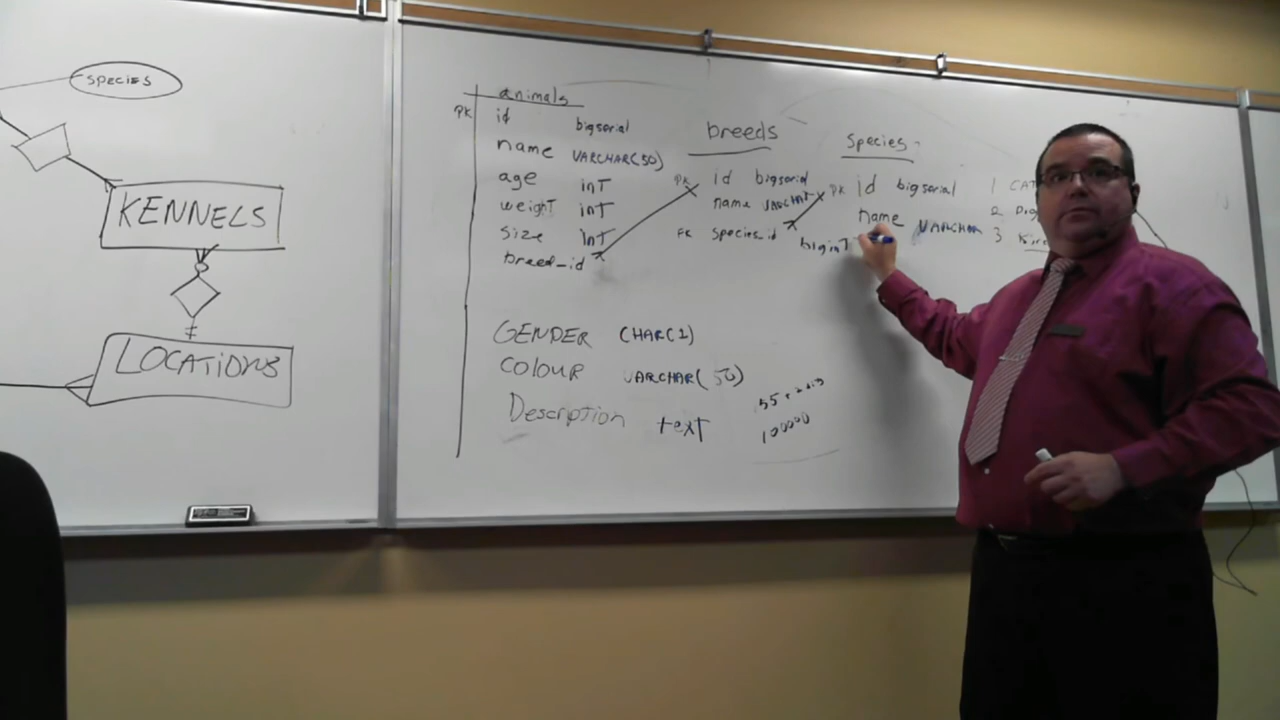 species
KENNELS
LOCATIONS
animals
PK id bigserial
name VARCHAR(50)
age int
weight int
size int
breed_id
GENDER CHAR(1)
COLOUR VARCHAR(50)
Description text
100000
breeds
PK id bigserial
name VARCHAR
FK species_id bigint
Species
PK id bigserial
name VARCHAR
1 CAT
2 Dog
3